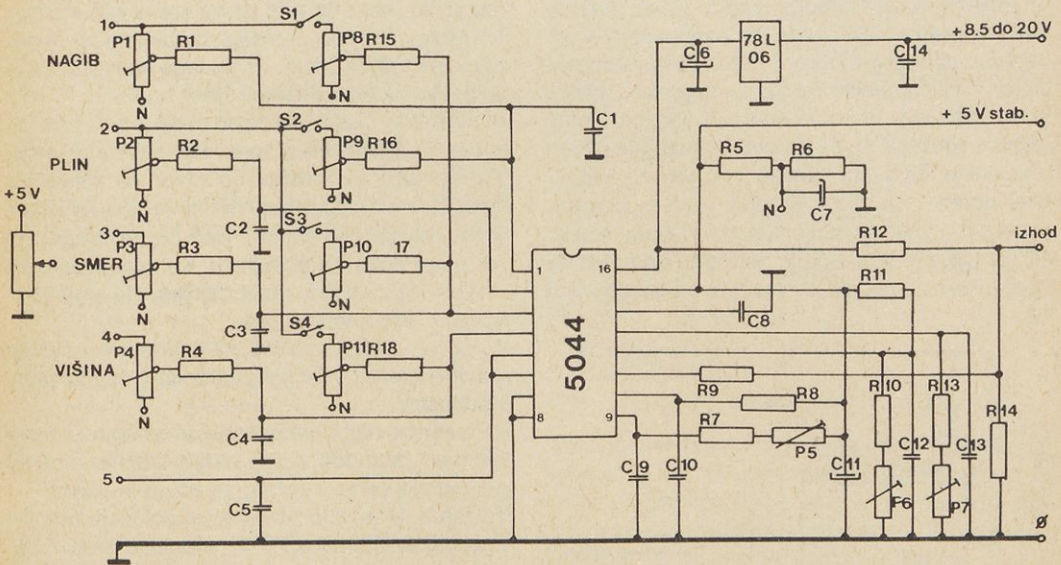 1 S1 P8 R15
P1 R1
NAGIB
N N
2 S2 P9 R16
P2 R2
PLIN
N N
+5 V
3 S3 P10 17
P3 R3
SMER
N N
4 S4 P11 R18
P4 R4
VIŠINA
N N
5
C1
C2
C3
C4
C5
C6 78L 06 C14 +8.5 do 20 V
+ 5 V stab.
R5 R6
N C7
R12 izhod
R11
1 16
5044
8 9
C8
R9
R8
R7 P5
R10 R13 R14
C9 C10 C11 C12 C13
P6 P7
Ø